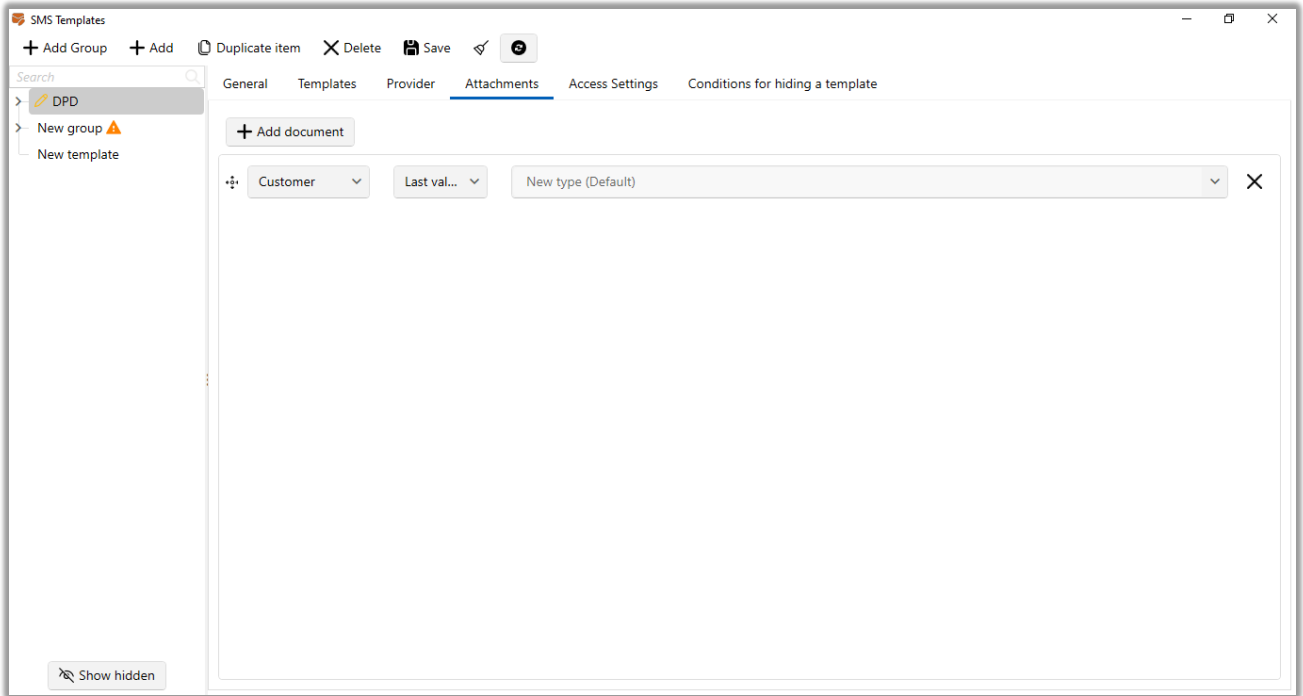 SMS Templates
Add Group Add Duplicate item Delete Save
Search
DPD
New group
New template
Show hidden
General Templates Provider Attachments Access Settings Conditions for hiding a template
Add document
Customer Last val... New type (Default)